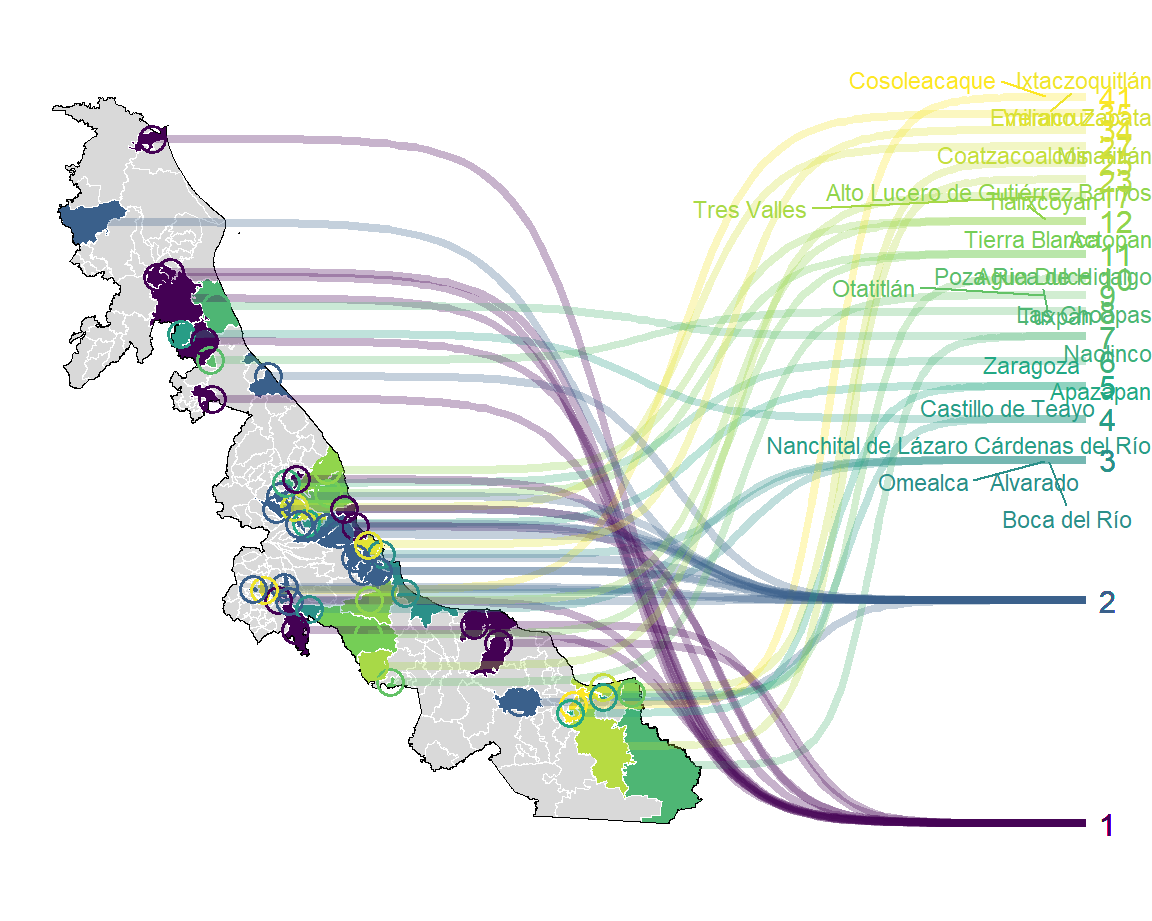 Cosoleacaque
Ixtaczoquitlán
41
35
Emiliano Zapata
Veracruz
34
27
Coatzacoalcos
Minatitlán
23
Alto Lucero de Gutiérrez Barrios
17
Tres Valles
Tlalixcoyan
12
Tierra Blanca
Actopan
11
Poza Rica de Hidalgo
Agua Dulce
10
Otatitlán
9
8
Las Choapas
Tuxpan
7
Naolinco
6
Zaragoza
5
Apazapan
Castillo de Teayo
4
Nanchital de Lázaro Cárdenas del Río
3
Omealca
Alvarado
Boca del Río
2
1